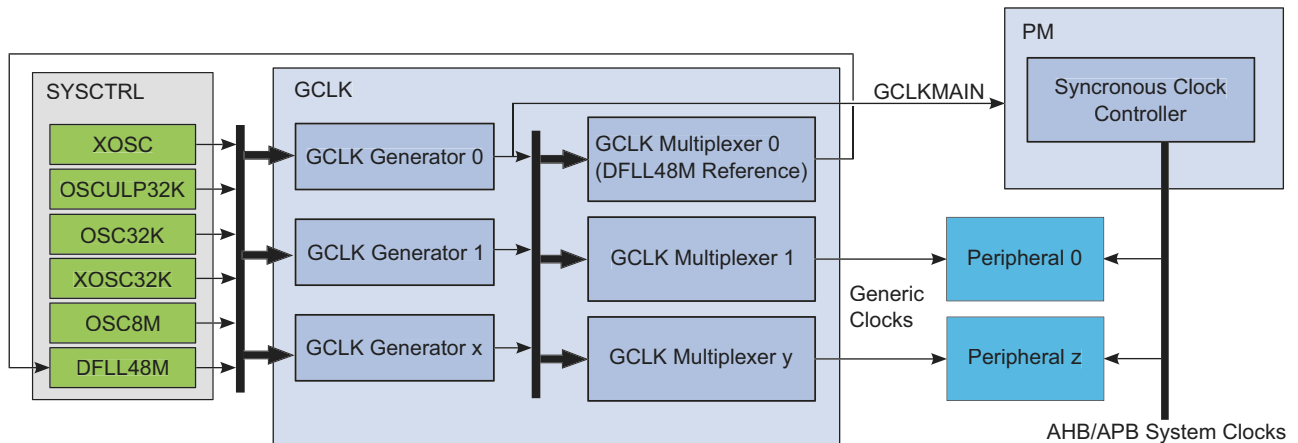 PM
Syncronous Clock
Controller
GCLKMAIN
SYSCTRL
XOSC
OSCULP32K
OSC32K
XOSC32K
OSC8M
DFLL48M
GCLK
GCLK Generator 0
GCLK Generator 1
GCLK Generator x
GCLK Multiplexer 0
(DFLL48M Reference)
GCLK Multiplexer 1
GCLK Multiplexer y
Generic
Clocks
Peripheral 0
Peripheral z
AHB/APB System Clocks